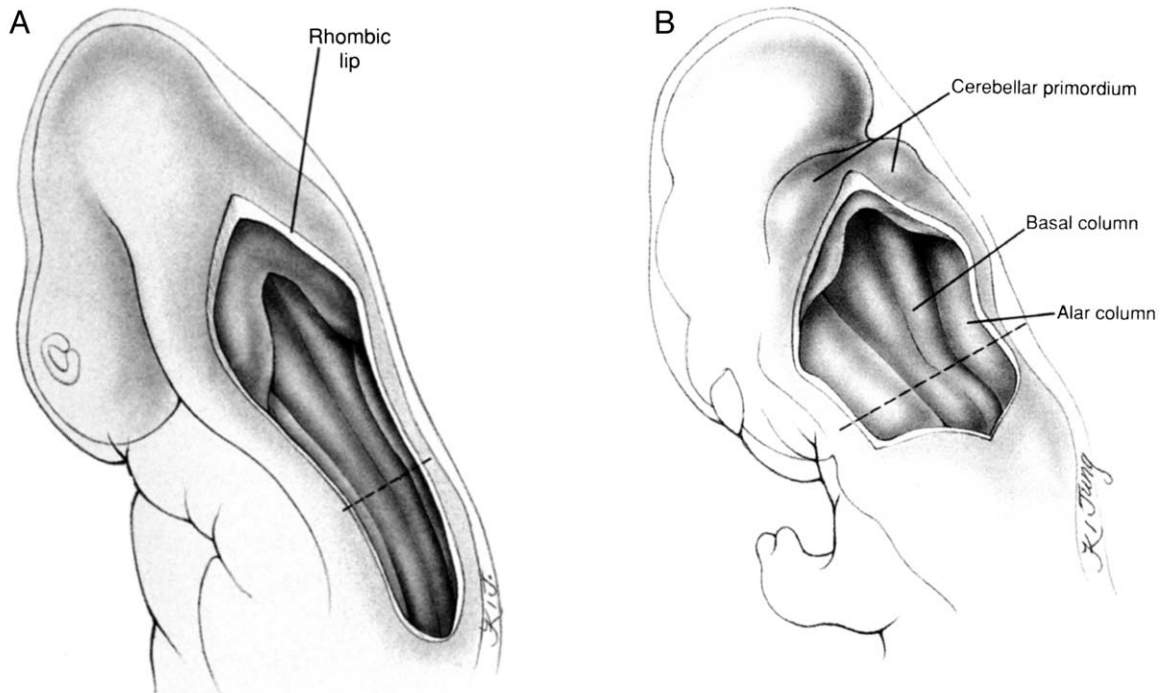 A
Rhombic
lip
B
Cerebellar primordium
Basal column
Alar column